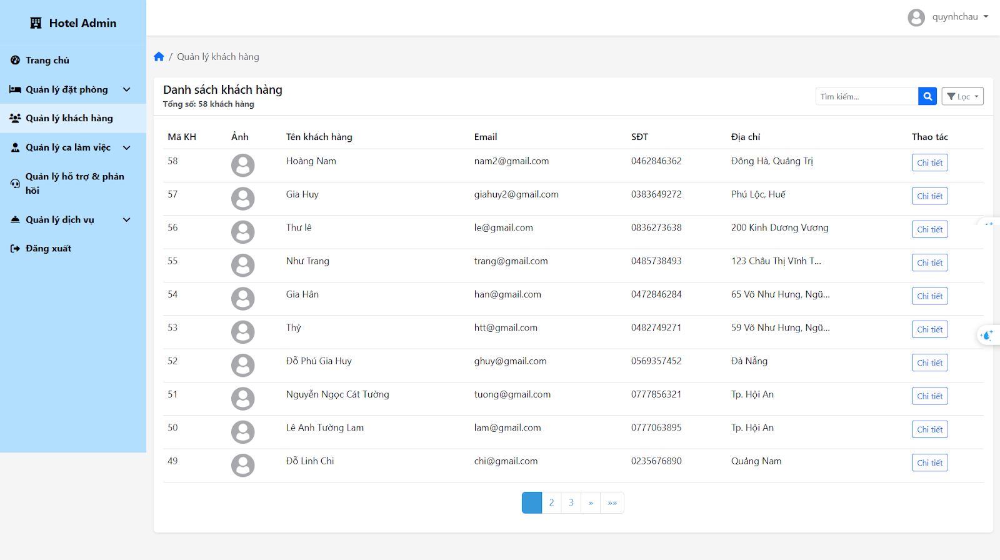 Hotel Admin
quynhchau
Trang chủ
Quản lý đặt phòng
Quản lý khách hàng
Quản lý ca làm việc
Quản lý hỗ trợ & phản
hồi
Quản lý dịch vụ
Đăng xuất
/ Quản lý khách hàng
Danh sách khách hàng
Tổng số: 58 khách hàng
Tìm kiếm...
Lọc
Mã KH Ảnh Tên khách hàng Email SĐT Địa chỉ Thao tác
58 Hoàng Nam nam2@gmail.com 0462846362 Đông Hà, Quảng Trị Chi tiết
57 Gia Huy giahuy2@gmail.com 0383649272 Phú Lộc, Huế Chi tiết
56 Thư lê le@gmail.com 0836273638 200 Kinh Dương Vương Chi tiết
55 Như Trang trang@gmail.com 0485738493 123 Châu Thị Vĩnh T... Chi tiết
54 Gia Hân han@gmail.com 0472846284 65 Võ Như Hưng, Ngũ... Chi tiết
53 Thỷ htt@gmail.com 0482749271 59 Võ Như Hưng, Ngũ... Chi tiết
52 Đỗ Phú Gia Huy ghuy@gmail.com 0569357452 Đà Nẵng Chi tiết
51 Nguyễn Ngọc Cát Tường tuong@gmail.com 0777856321 Tp. Hội An Chi tiết
50 Lê Anh Tường Lam lam@gmail.com 0777063895 Tp. Hội An Chi tiết
49 Đỗ Linh Chi chi@gmail.com 0235676890 Quảng Nam Chi tiết
2 3 » »»